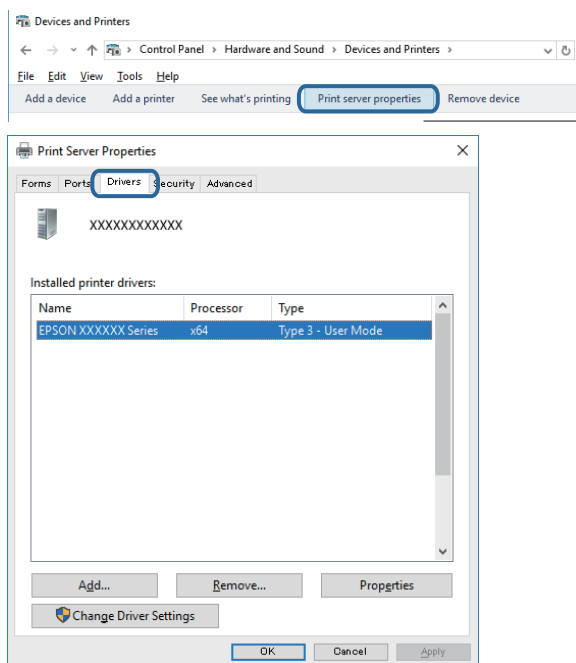 Devices and Printers
Control Panel > Hardware and Sound > Devices and Printers >
File Edit View Tools Help
Add a device Add a printer See what's printing Print server properties Remove device
Print Server Properties
Forms Ports Drivers Security Advanced
XXXXXXXXXXXX
Installed printer drivers:
Name Processor Type
EPSON XXXXXX Series x64 Type 3 - User Mode
Add... Remove... Properties
Change Driver Settings
OK Cancel Apply